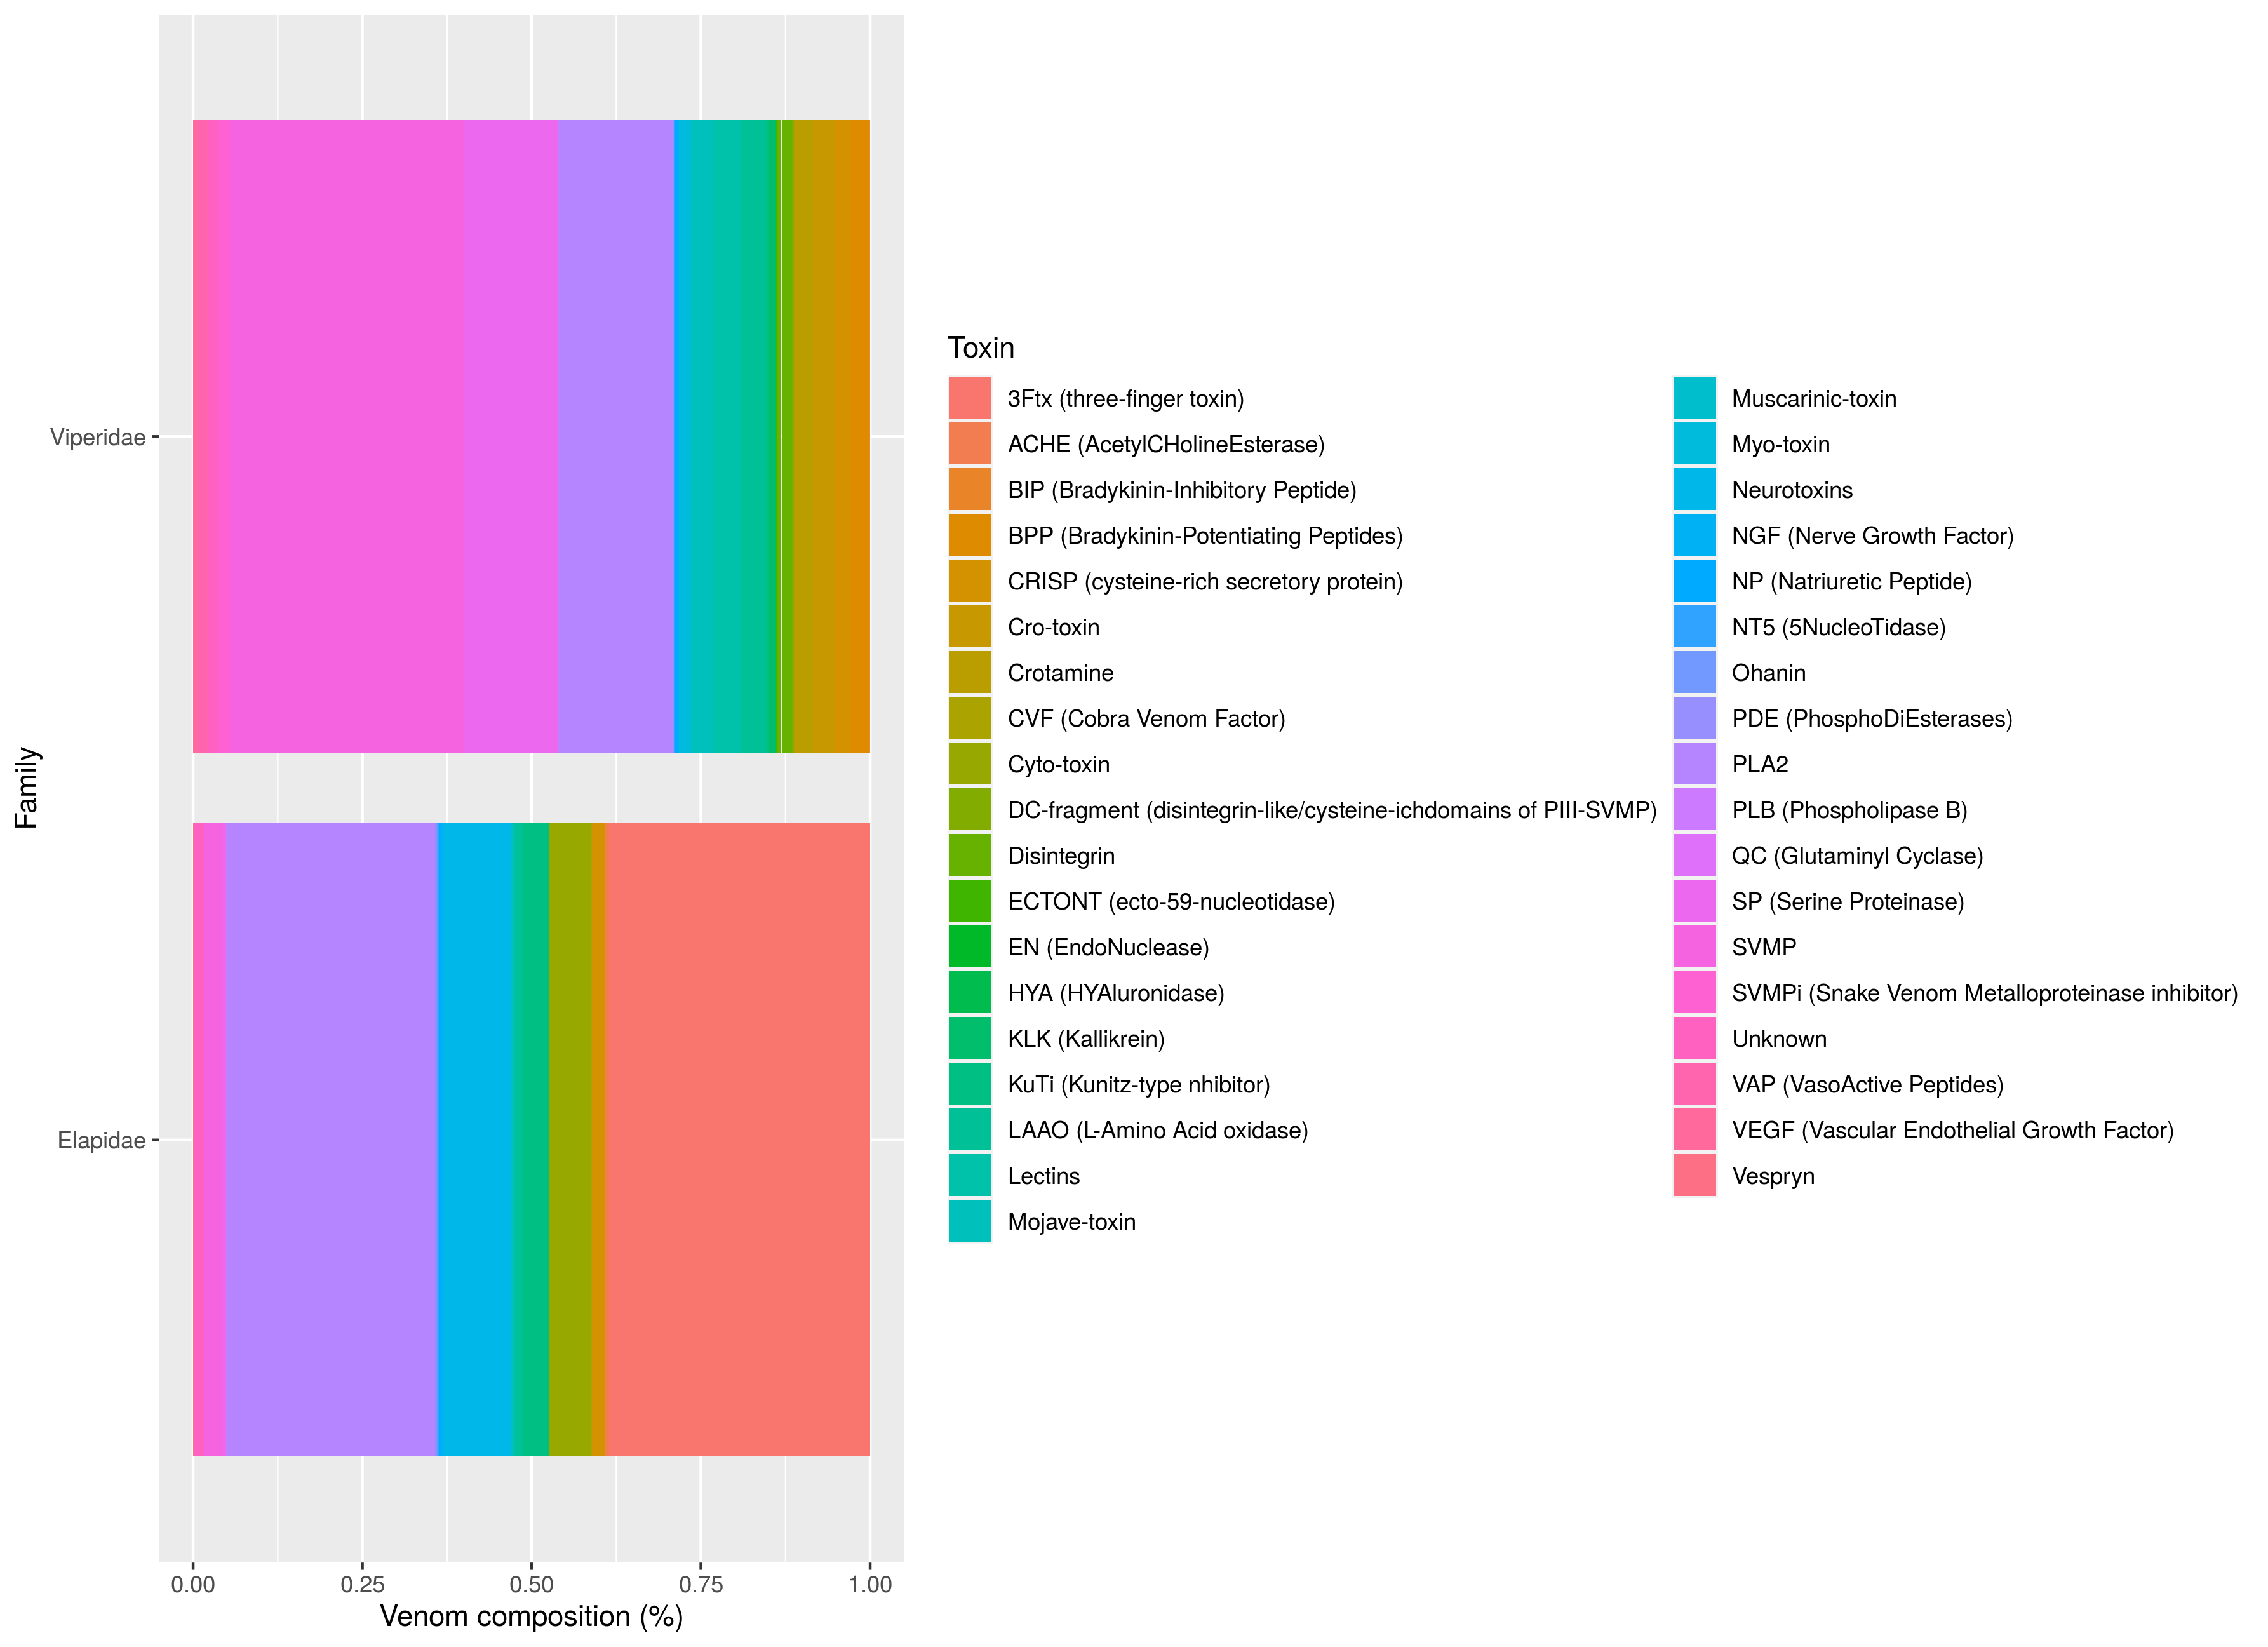 Family
Viperidae
Elapidae
0.00
0.25
0.50
0.75
1.00
Venom composition (%)
Toxin
3Ftx (three-finger toxin)
ACHE (AcetylCHolineEsterase)
BIP (Bradykinin-Inhibitory Peptide)
BPP (Bradykinin-Potentiating Peptides)
CRISP (cysteine-rich secretory protein)
Cro-toxin
Crotamine
CVF (Cobra Venom Factor)
Cyto-toxin
DC-fragment (disintegrin-like/cysteine-ichdomains of PIII-SVMP)
Disintegrin
ECTONT (ecto-59-nucleotidase)
EN (EndoNuclease)
HYA (HYAluronidase)
KLK (Kallikrein)
KuTi (Kunitz-type nhibitor)
LAAO (L-Amino Acid oxidase)
Lectins
Mojave-toxin
Muscarinic-toxin
Myo-toxin
Neurotoxins
NGF (Nerve Growth Factor)
NP (Natriuretic Peptide)
NT5 (5NucleoTidase)
Ohanin
PDE (PhosphoDiEsterases)
PLA2
PLB (Phospholipase B)
QC (Glutaminyl Cyclase)
SP (Serine Proteinase)
SVMP
SVMPi (Snake Venom Metalloproteinase inhibitor)
Unknown
VAP (VasoActive Peptides)
VEGF (Vascular Endothelial Growth Factor)
Vespryn